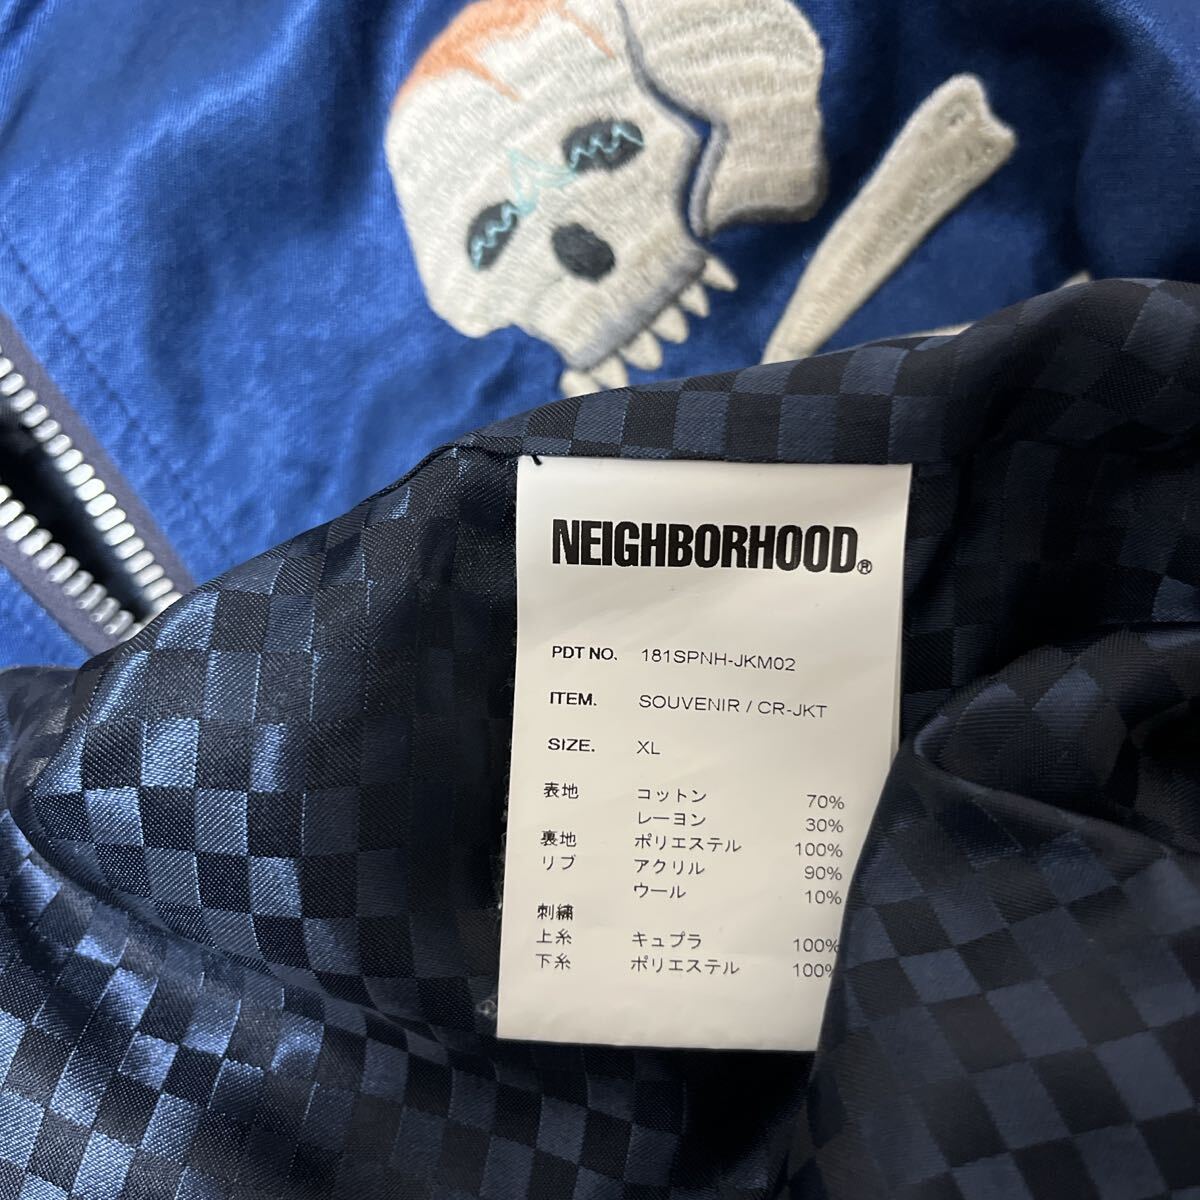 NEIGHBORHOOD®
PDT NO. 181SPNH-JKM02
ITEM. SOUVENIR / CR-JKT
SIZE. XL
表地 コットン 70%
レーヨン 30%
裏地 ポリエステル 100%
リブ アクリル 90%
ウール 10%
刺繍
上糸 キュプラ 100%
下糸 ポリエステル 100%